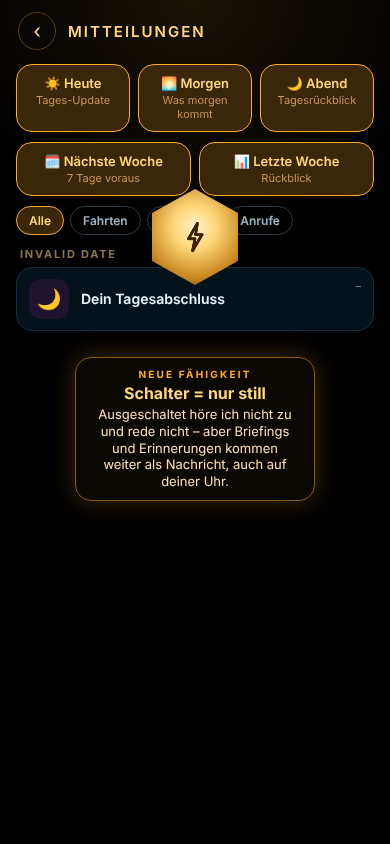 MITTEILUNGEN
☀️ Heute
Tages-Update
🌅 Morgen
Was morgen
kommt
🌙 Abend
Tagesrückblick
🗓️ Nächste Woche
7 Tage voraus
📊 Letzte Woche
Rückblick
Alle
Fahrten
Anrufe
INVALID DATE
🌙 Dein Tagesabschluss
–
NEUE FÄHIGKEIT
Schalter = nur still
Ausgeschaltet höre ich nicht zu
und rede nicht – aber Briefings
und Erinnerungen kommen
weiter als Nachricht, auch auf
deiner Uhr.